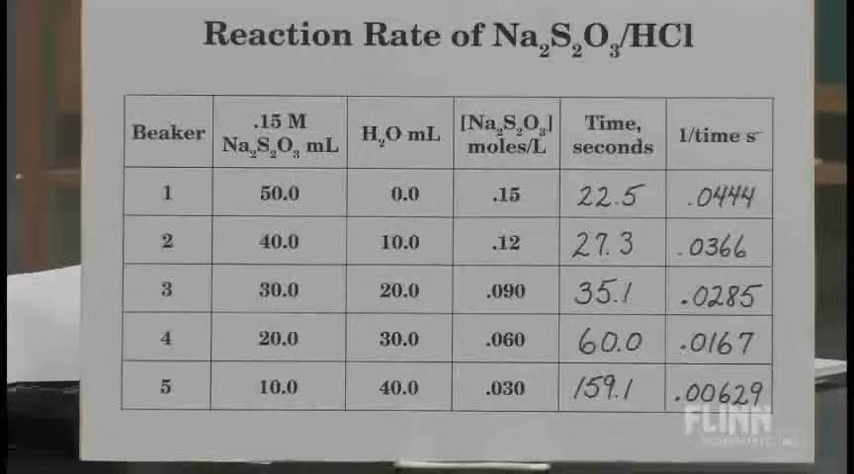 Reaction Rate of Na₂S₂O₃/HCl
Beaker .15 M Na₂S₂O₃ mL H₂O mL [Na₂S₂O₃] moles/L Time, seconds 1/time s⁻
1 50.0 0.0 .15 22.5 .0444
2 40.0 10.0 .12 27.3 .0366
3 30.0 20.0 .090 35.1 .0285
4 20.0 30.0 .060 60.0 .0167
5 10.0 40.0 .030 159.1 .00629
FLINN